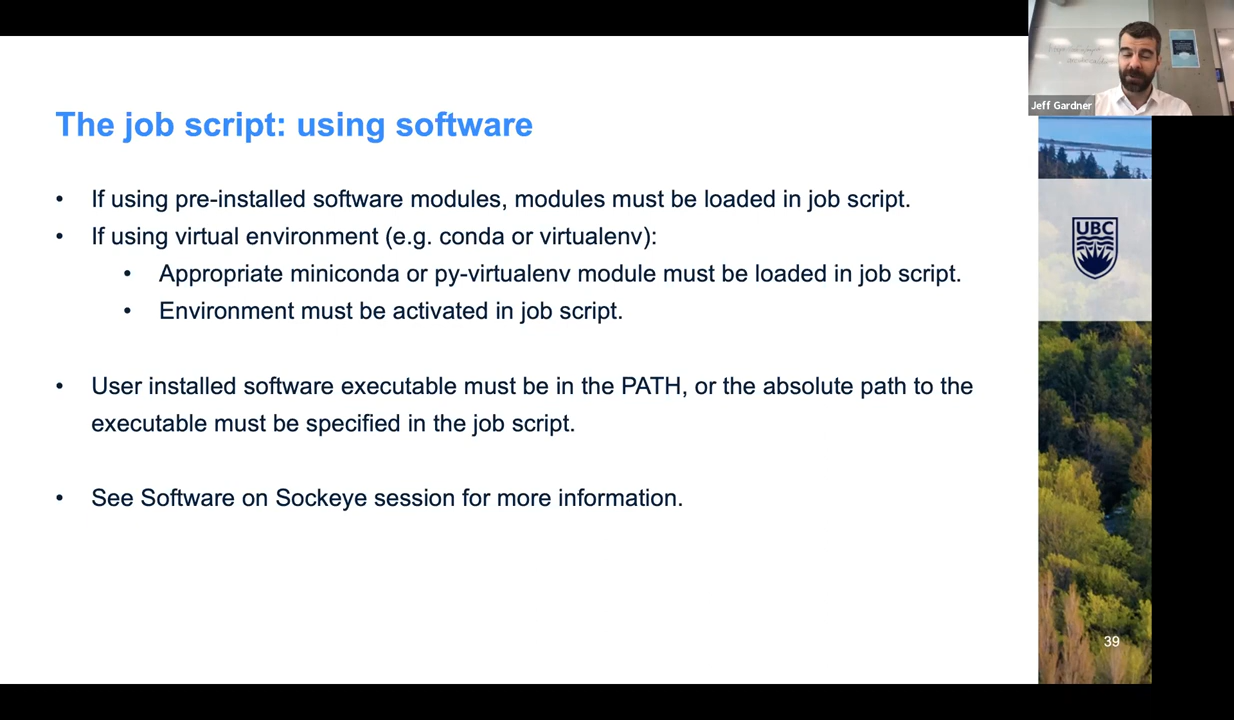 The job script: using software
• If using pre-installed software modules, modules must be loaded in job script.
• If using virtual environment (e.g. conda or virtualenv):
• Appropriate miniconda or py-virtualenv module must be loaded in job script.
• Environment must be activated in job script.
• User installed software executable must be in the PATH, or the absolute path to the
executable must be specified in the job script.
• See Software on Sockeye session for more information.
Jeff Gardner
UBC
39